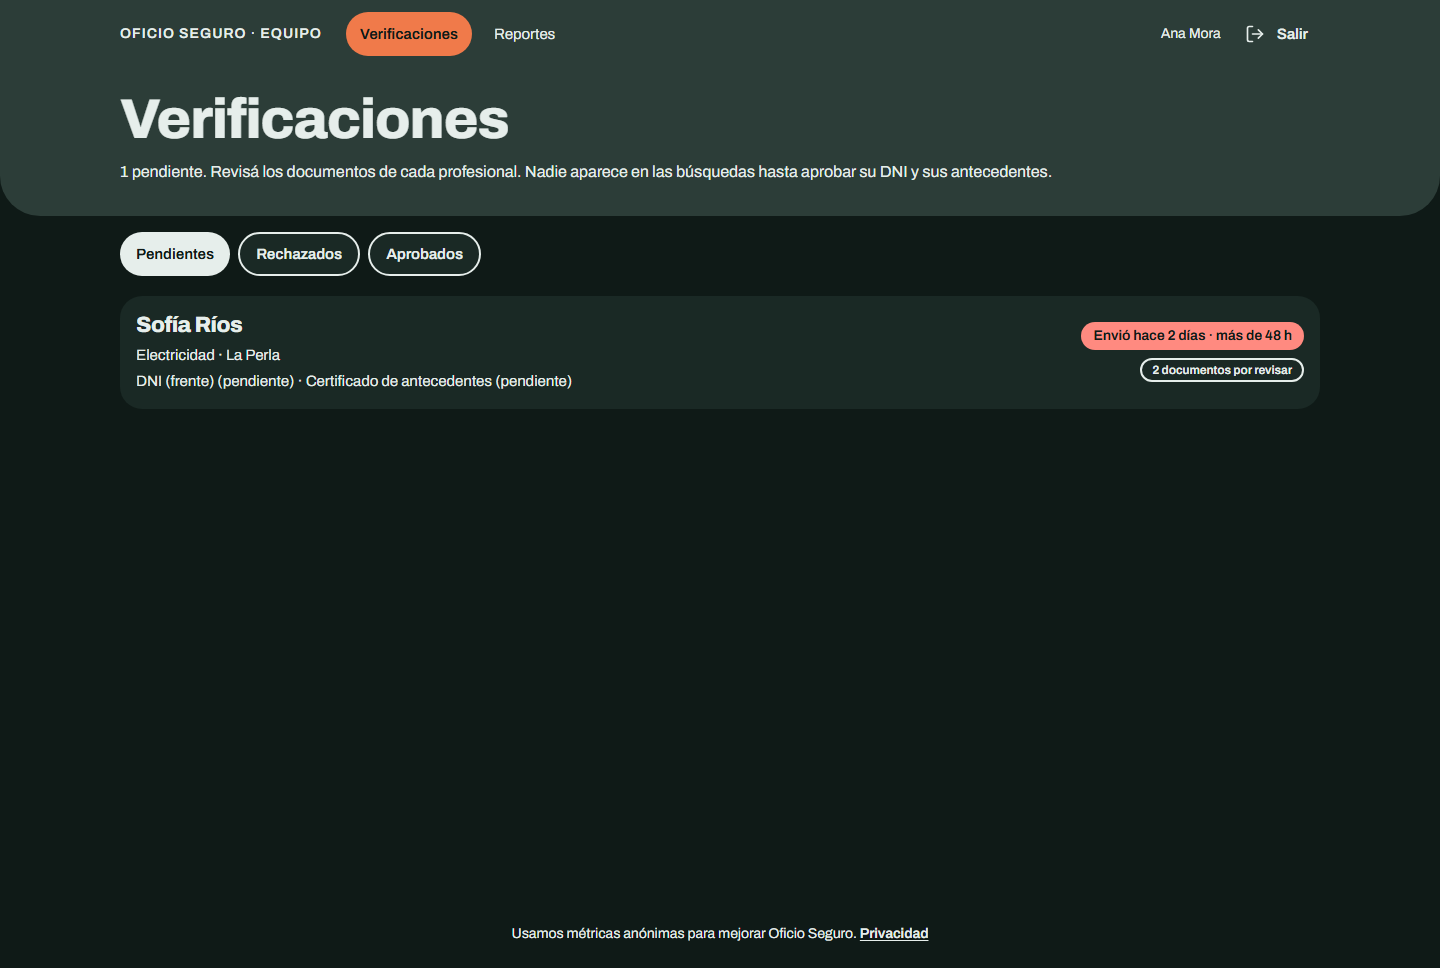 OFICIO SEGURO · EQUIPO
Verificaciones
Reportes
Ana Mora
Salir
Verificaciones
1 pendiente. Revisá los documentos de cada profesional. Nadie aparece en las búsquedas hasta aprobar su DNI y sus antecedentes.
Pendientes
Rechazados
Aprobados
Sofía Ríos
Electricidad · La Perla
DNI (frente) (pendiente) · Certificado de antecedentes (pendiente)
Envió hace 2 días · más de 48 h
2 documentos por revisar
Usamos métricas anónimas para mejorar Oficio Seguro. Privacidad